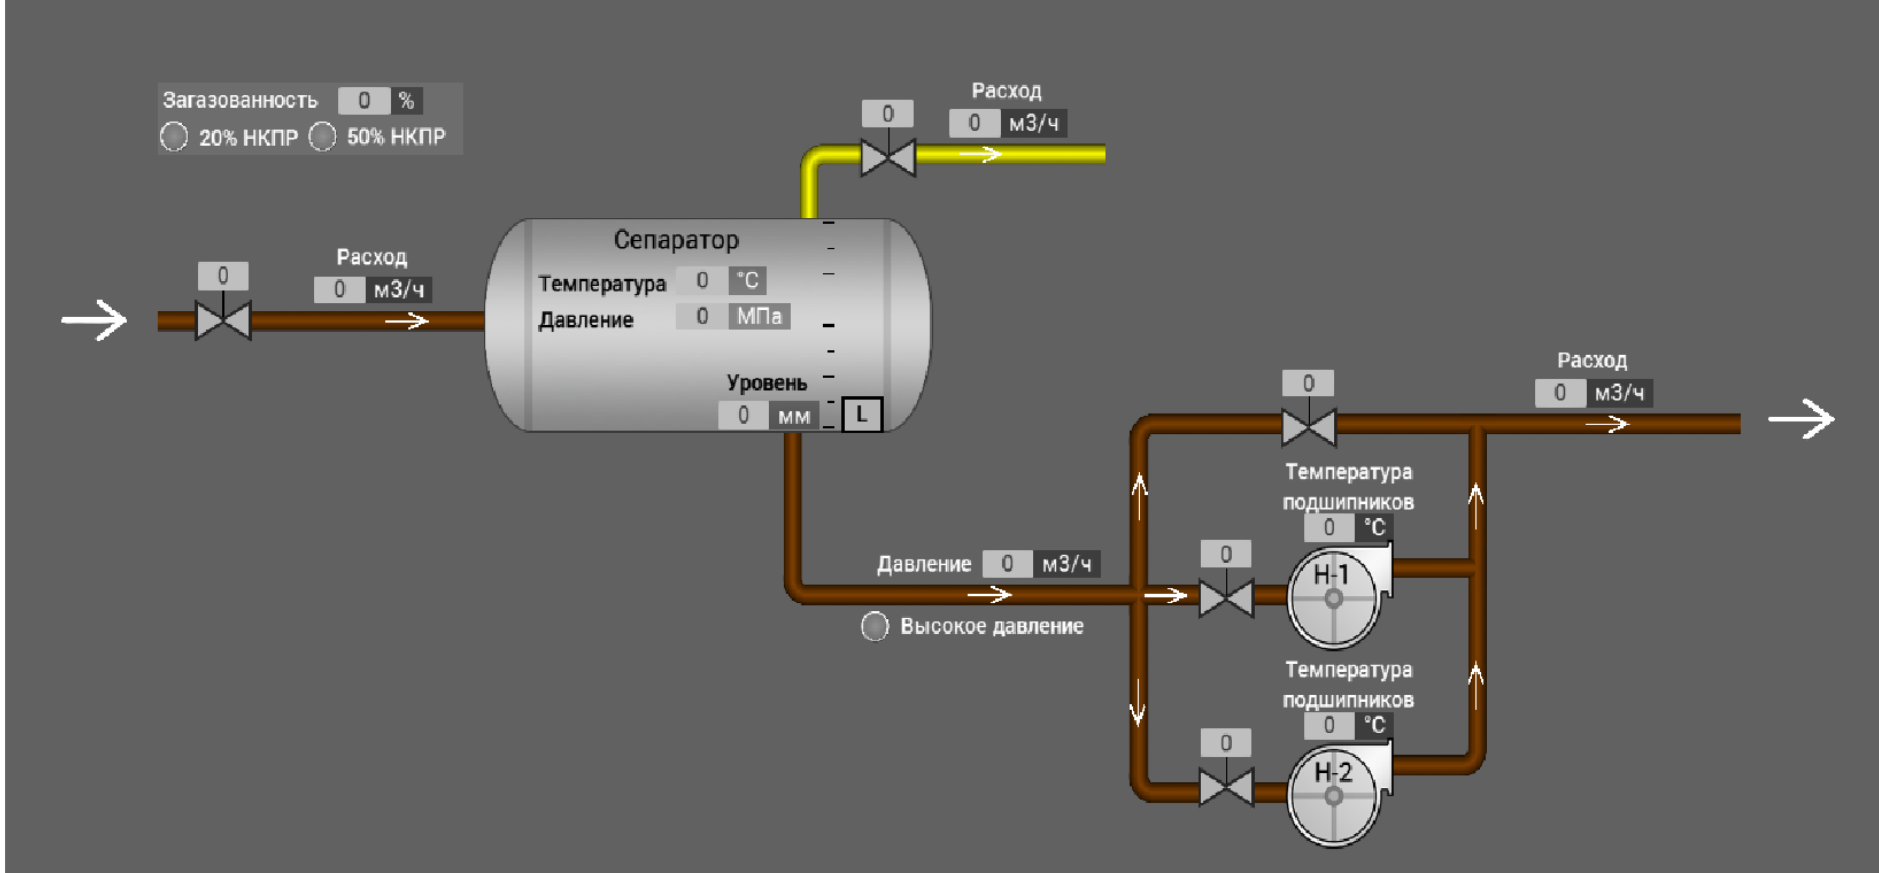 Загазованность 0 %
20% НКПР 50% НКПР
Расход
0 м3/ч
0
Расход
0 м3/ч
0
Сепаратор
Температура 0 °C
Давление 0 МПа
Уровень
0 мм L
Расход
0 м3/ч
0
Температура
подшипников
0 °C
Давление 0 м3/ч
0
Н-1
Высокое давление
Температура
подшипников
0 °C
0
Н-2